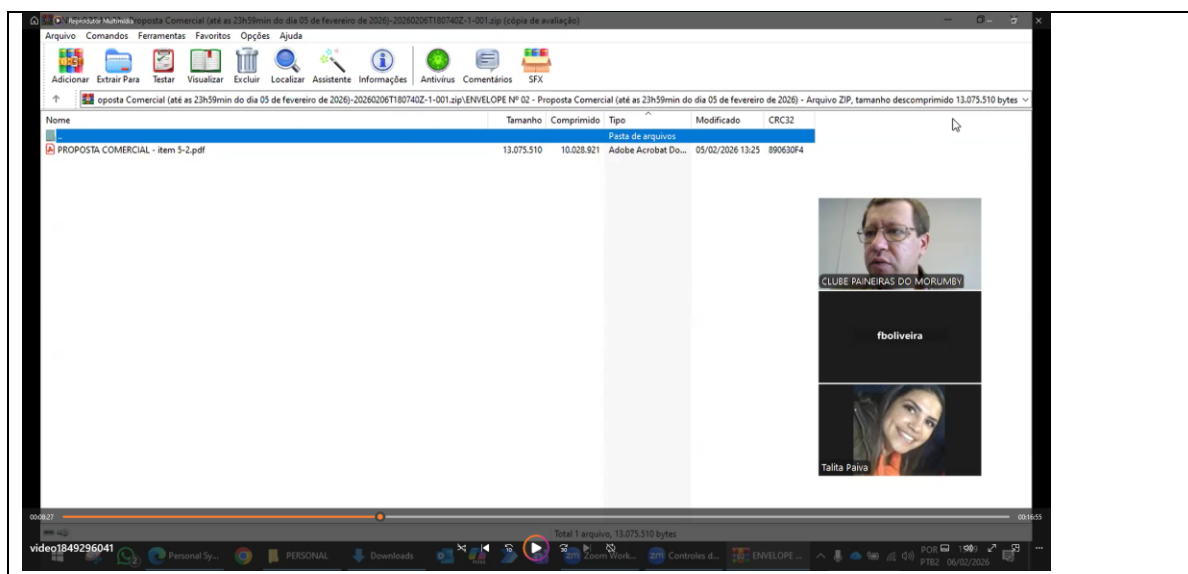 Reprodutor Multimídia roposta Comercial (até as 23h59min do dia 05 de fevereiro de 2026)-20260206T180740Z-1-001.zip (cópia de avaliação)
Arquivo Comandos Ferramentas Favoritos Opções Ajuda
Adicionar Extrair Para Testar Visualizar Excluir Localizar Assistente Informações Antivírus Comentários SFX
oposta Comercial (até as 23h59min do dia 05 de fevereiro de 2026)-20260206T180740Z-1-001.zip\ENVELOPE Nº 02 - Proposta Comercial (até as 23h59min do dia 05 de fevereiro de 2026) - Arquivo ZIP, tamanho descomprimido 13.075.510 bytes
Nome Tamanho Comprimido Tipo Modificado CRC32
.. Pasta de arquivos
PROPOSTA COMERCIAL - item 5-2.pdf 13.075.510 10.028.921 Adobe Acrobat Do... 05/02/2026 13:25 890630F4
CLUBE PAINEIRAS DO MORUMBY
fboliveira
Talita Paiva
00:08:27 00:16:55
Total 1 arquivo, 13.075.510 bytes
video1849296041
Personal Sy... PERSONAL Downloads Zoom Work... Controles d... ENVELOPE ... POR
PTB2 06/02/2026